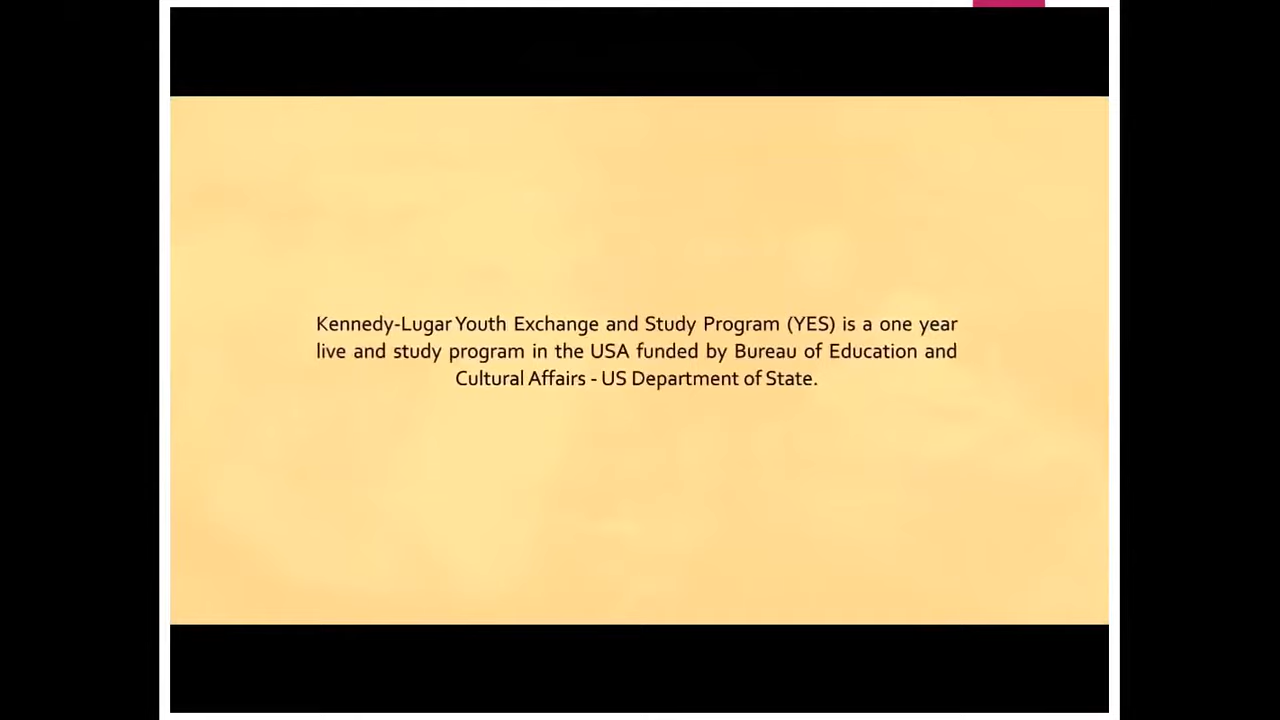 Kennedy-Lugar Youth Exchange and Study Program (YES) is a one year
live and study program in the USA funded by Bureau of Education and
Cultural Affairs - US Department of State.